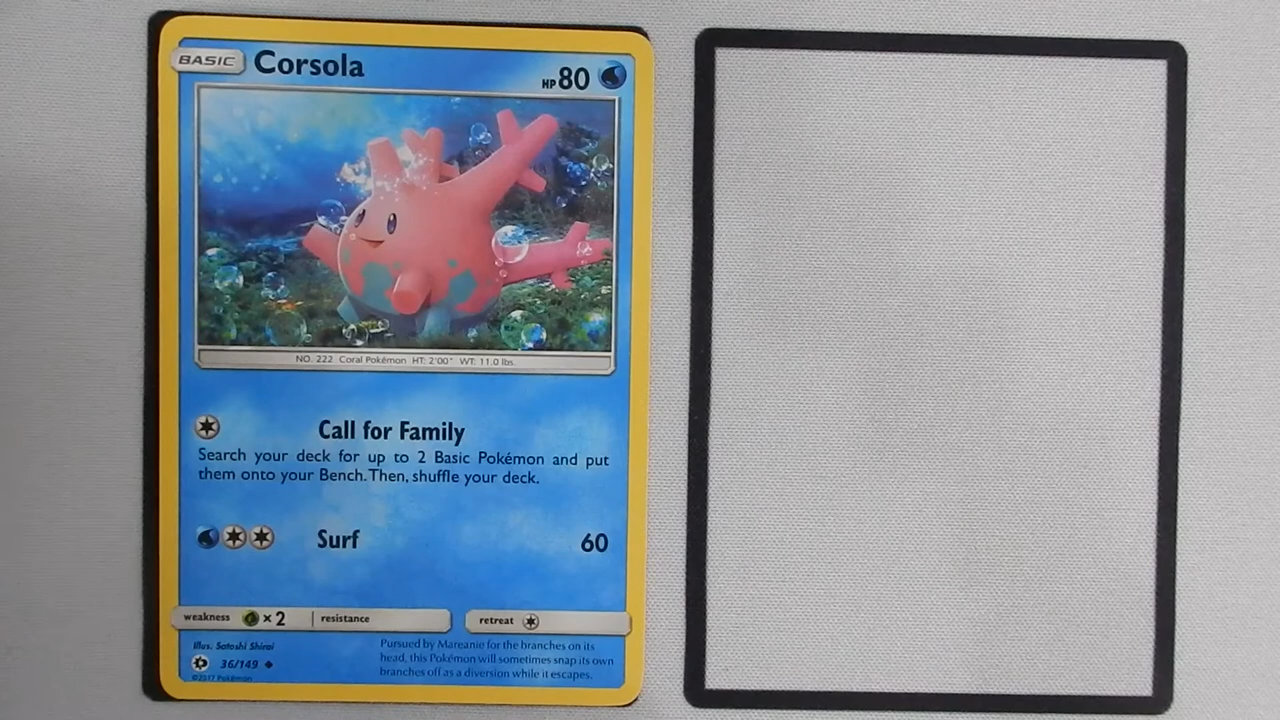 BASIC Corsola HP 80
NO. 222 Coral Pokémon HT: 2'00" WT: 11.0 lbs.
Call for Family
Search your deck for up to 2 Basic Pokémon and put
them onto your Bench. Then, shuffle your deck.
Surf 60
weakness ×2 resistance retreat
Illus. Satoshi Shirai
36/149
©2017 Pokémon
Pursued by Mareanie for the branches on its
head, this Pokémon will sometimes snap its own
branches off as a diversion while it escapes.